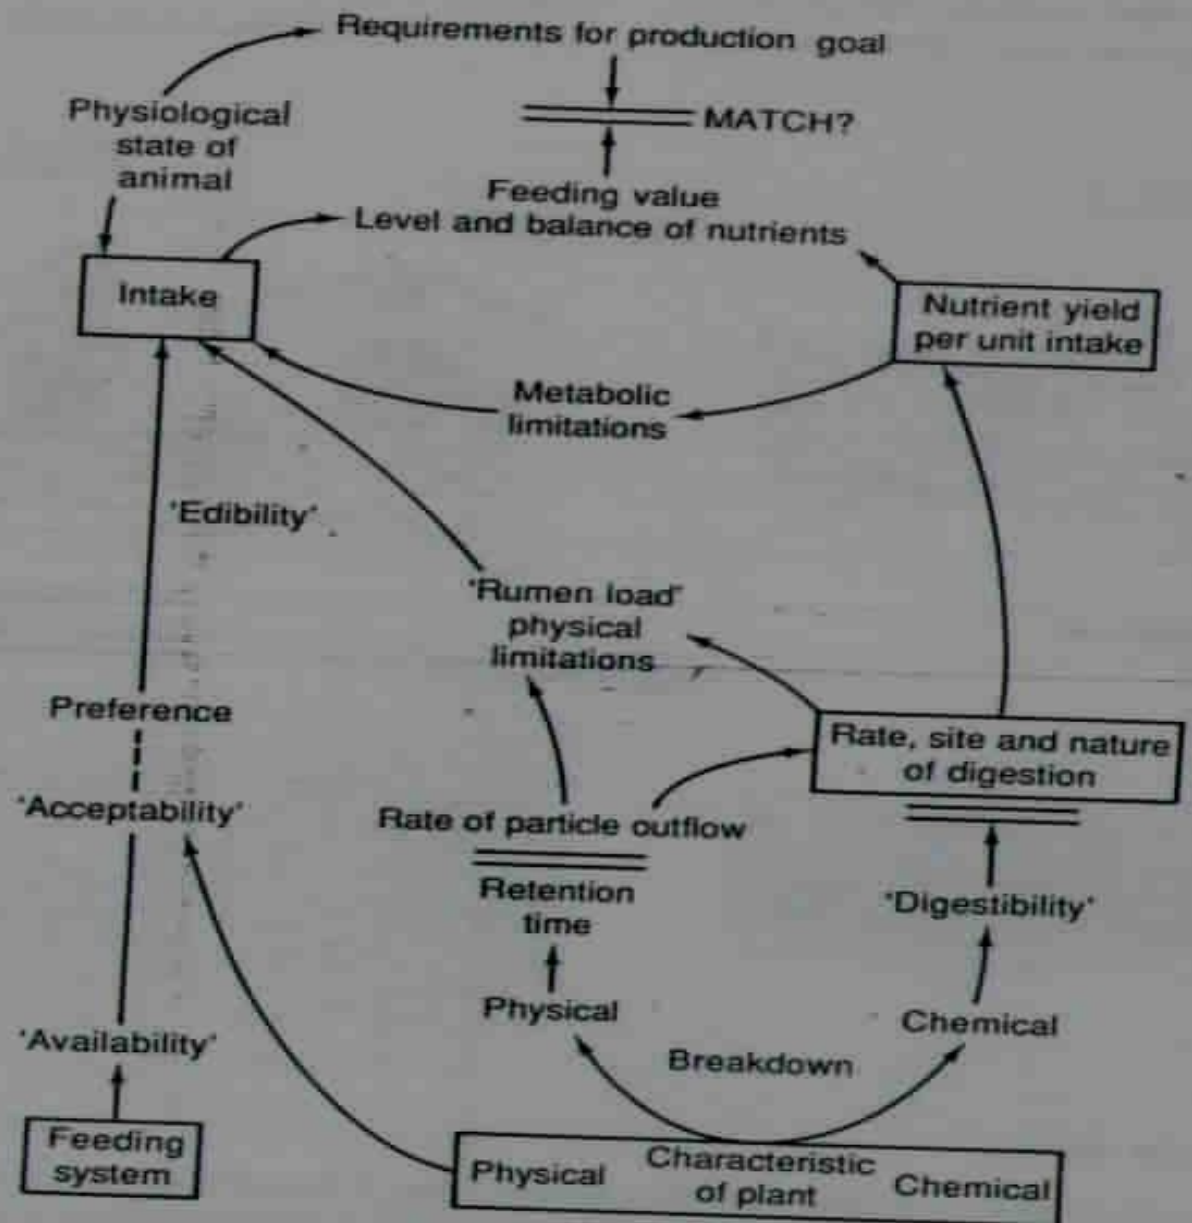 Requirements for production goal
Physiological
state of
animal
MATCH?
Feeding value
Level and balance of nutrients
Intake
Nutrient yield
per unit intake
Metabolic
limitations
'Edibility'
'Rumen load'
physical
limitations
Preference
Rate, site and nature
of digestion
'Acceptability'
Rate of particle outflow
Retention
time
'Digestibility'
Physical
Chemical
'Availability'
Breakdown
Feeding
system
Physical
Characteristic
of plant
Chemical